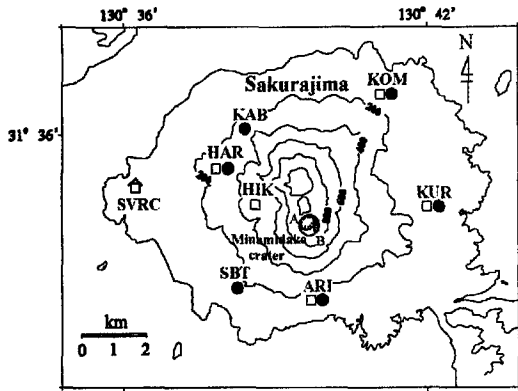 130° 36'
130° 42'
N
Sakurajima
KOM
KAB
31° 36'
HAR
HIK
KUR
SVRC
A
B
Minamidake
crater
SBT
ARI
km
0 1 2